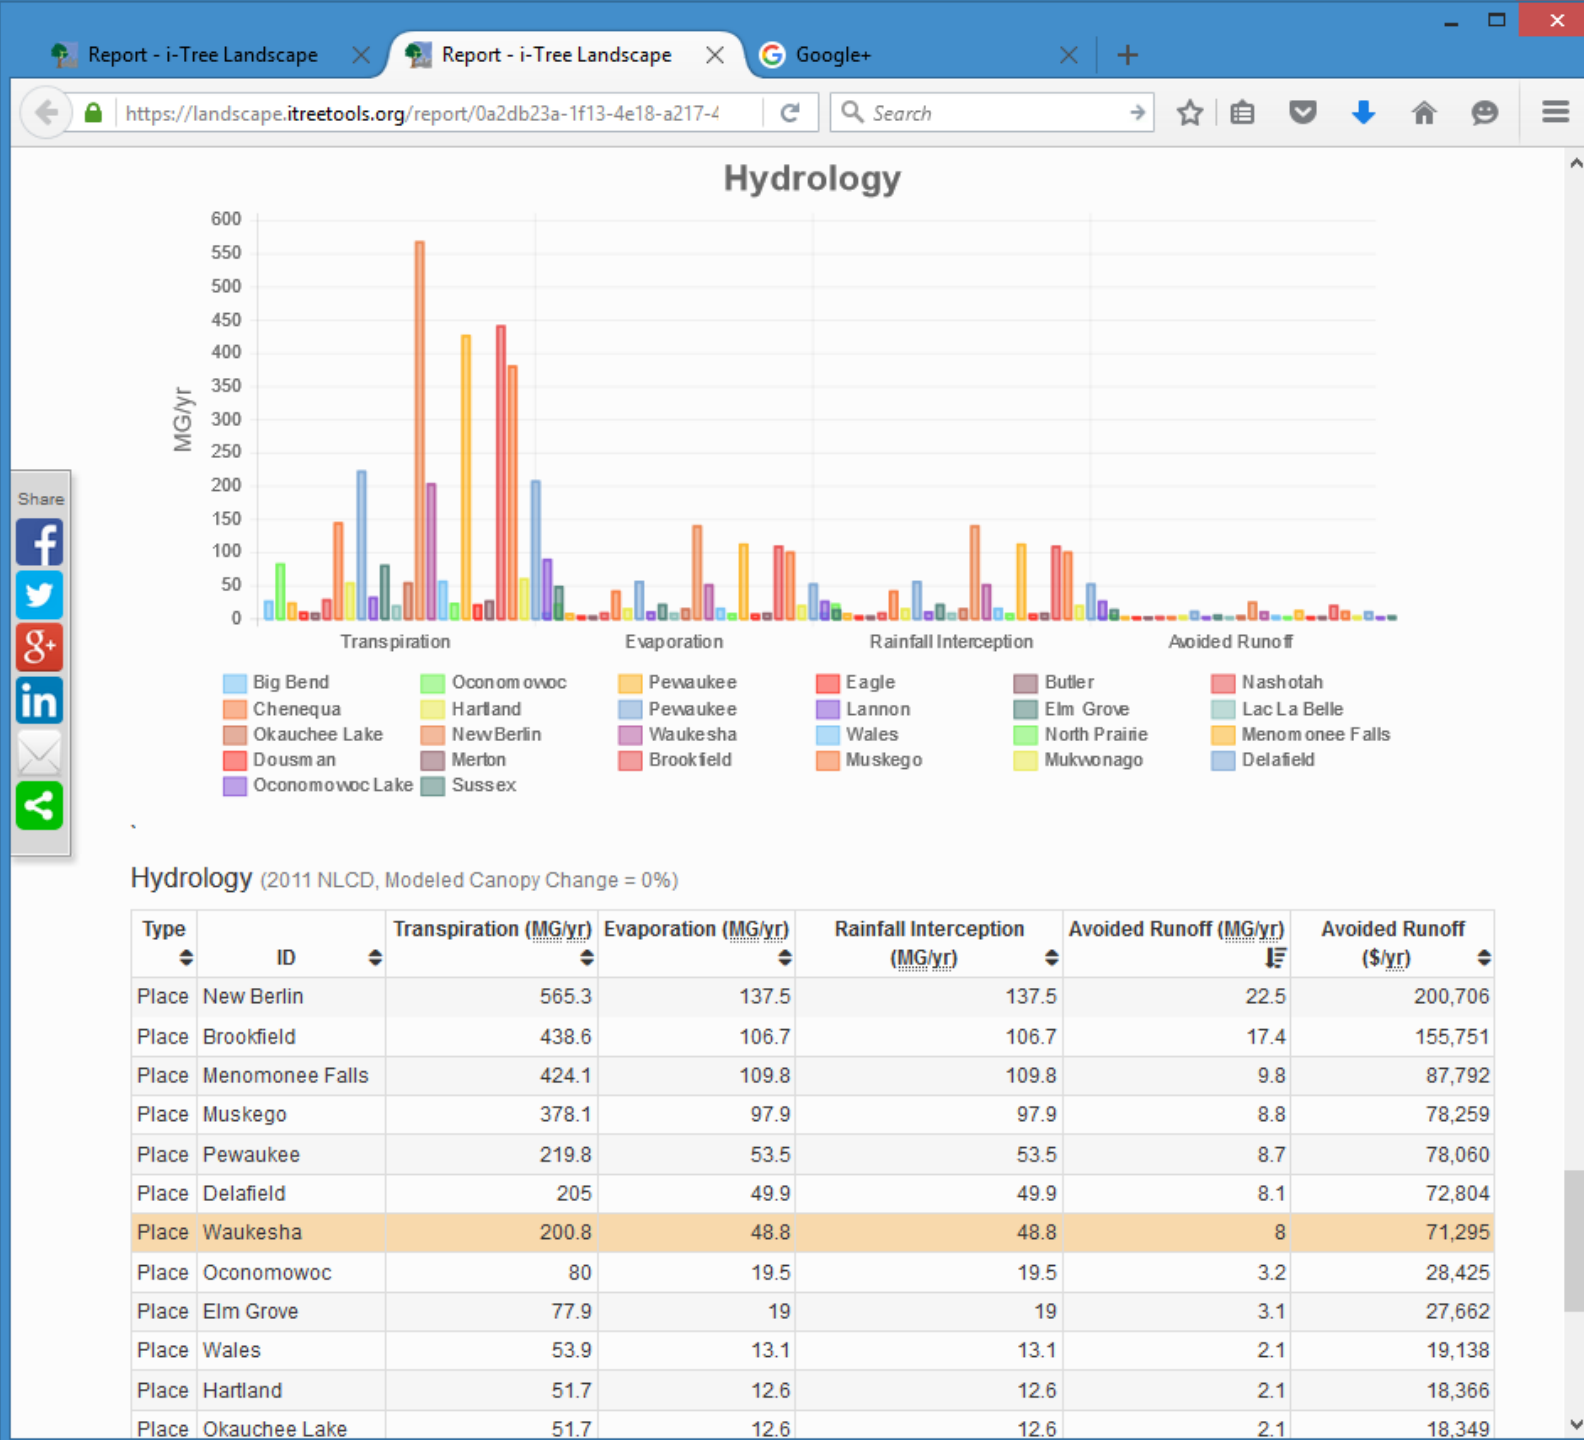 Report - i-Tree Landscape Report - i-Tree Landscape Google+
https://landscape.itreetools.org/report/0a2db23a-1f13-4e18-a217-4 Search
Hydrology
600
550
500
450
400
350
300
250
200
150
100
50
0
MG/yr
Transpiration Evaporation Rainfall Interception Avoided Runoff
Share
Big Bend Oconomowoc Pewaukee Eagle Butler Nashotah
Chenequa Hartland Pewaukee Lannon Elm Grove Lac La Belle
Okauchee Lake New Berlin Waukesha Wales North Prairie Menomonee Falls
Dousman Merton Brookfield Muskego Mukwonago Delafield
Oconomowoc Lake Sussex
`
Hydrology (2011 NLCD, Modeled Canopy Change = 0%)
Type ID Transpiration (MG/yr) Evaporation (MG/yr) Rainfall Interception (MG/yr) Avoided Runoff (MG/yr) Avoided Runoff ($/yr)
Place New Berlin 565.3 137.5 137.5 22.5 200,706
Place Brookfield 438.6 106.7 106.7 17.4 155,751
Place Menomonee Falls 424.1 109.8 109.8 9.8 87,792
Place Muskego 378.1 97.9 97.9 8.8 78,259
Place Pewaukee 219.8 53.5 53.5 8.7 78,060
Place Delafield 205 49.9 49.9 8.1 72,804
Place Waukesha 200.8 48.8 48.8 8 71,295
Place Oconomowoc 80 19.5 19.5 3.2 28,425
Place Elm Grove 77.9 19 19 3.1 27,662
Place Wales 53.9 13.1 13.1 2.1 19,138
Place Hartland 51.7 12.6 12.6 2.1 18,366
Place Okauchee Lake 51.7 12.6 12.6 2.1 18,349